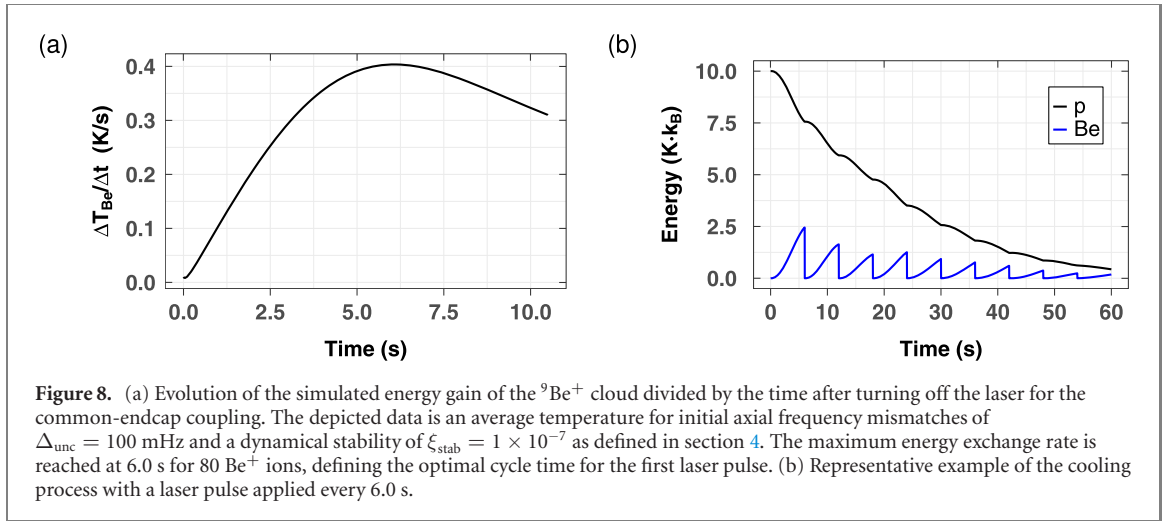 (a)
(b)
ΔT_Be/Δt (K/s)
0.4
0.3
0.2
0.1
0.0
0.0 2.5 5.0 7.5 10.0
Time (s)
Energy (K·k_B)
10.0
7.5
5.0
2.5
0.0
p
Be
0 10 20 30 40 50 60
Time (s)
Figure 8. (a) Evolution of the simulated energy gain of the ⁹Be⁺ cloud divided by the time after turning off the laser for the
common-endcap coupling. The depicted data is an average temperature for initial axial frequency mismatches of
Δ_unc = 100 mHz and a dynamical stability of ξ_stab = 1 × 10⁻⁷ as defined in section 4. The maximum energy exchange rate is
reached at 6.0 s for 80 Be⁺ ions, defining the optimal cycle time for the first laser pulse. (b) Representative example of the cooling
process with a laser pulse applied every 6.0 s.